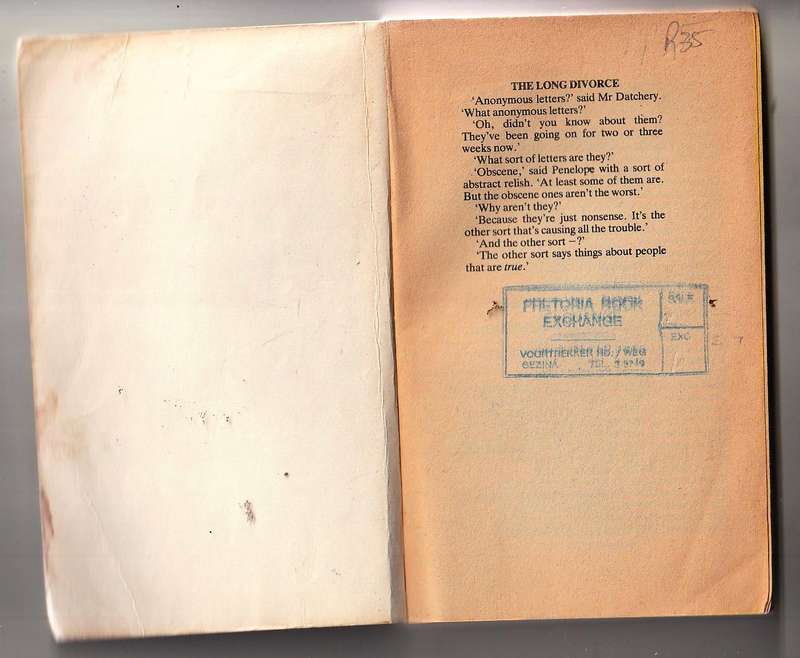 R35
THE LONG DIVORCE
'Anonymous letters?' said Mr Datchery.
'What anonymous letters?'
'Oh, didn't you know about them?
They've been going on for two or three
weeks now.'
'What sort of letters are they?'
'Obscene,' said Penelope with a sort of
abstract relish. 'At least some of them are.
But the obscene ones aren't the worst.'
'Why aren't they?'
'Because they're just nonsense. It's the
other sort that's causing all the trouble.'
'And the other sort –?'
'The other sort says things about people
that are true.'
PRETORIA BOOK
EXCHANGE
VOORTREKKER RD. / WEG
GEZINA TEL.
SALE
EXC